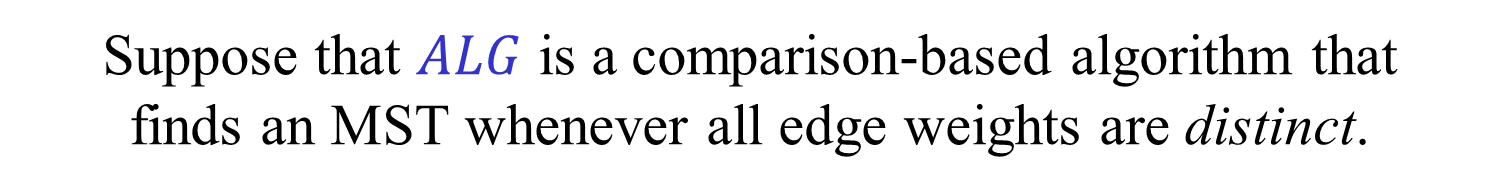 Suppose that ALG is a comparison-based algorithm that
finds an MST whenever all edge weights are distinct.